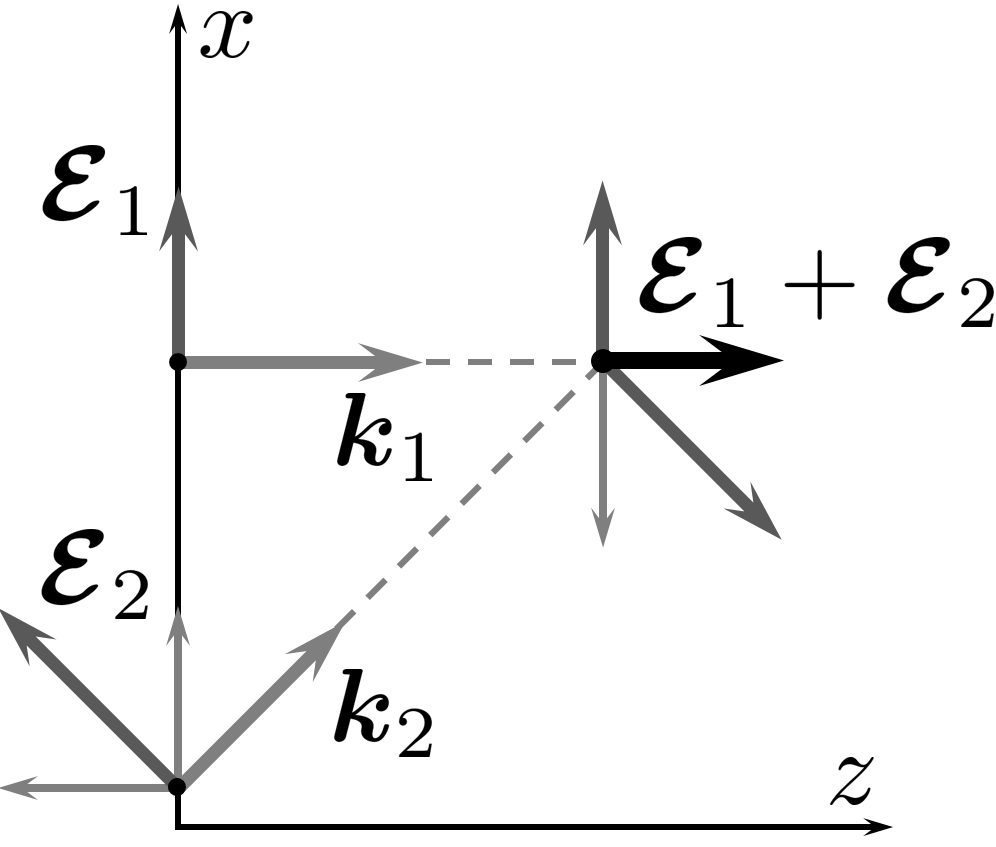 x
ℰ₁
ℰ₁ + ℰ₂
k₁
ℰ₂
k₂
z